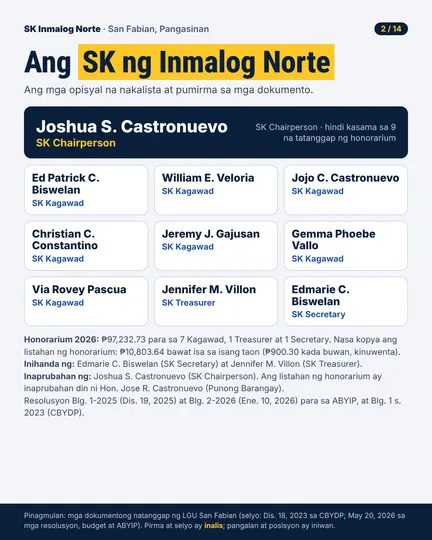 SK Inmalog Norte · San Fabian, Pangasinan
2 / 14
Ang SK ng Inmalog Norte
Ang mga opisyal na nakalista at pumirma sa mga dokumento.
Joshua S. Castronuevo
SK Chairperson
SK Chairperson · hindi kasama sa 9
na tatanggap ng honorarium
Ed Patrick C.
Biswelan
SK Kagawad
William E. Veloria
SK Kagawad
Jojo C. Castronuevo
SK Kagawad
Christian C.
Constantino
SK Kagawad
Jeremy J. Gajusan
SK Kagawad
Gemma Phoebe
Vallo
SK Kagawad
Via Rovey Pascua
SK Kagawad
Jennifer M. Villon
SK Treasurer
Edmarie C.
Biswelan
SK Secretary
Honorarium 2026: ₱97,232.73 para sa 7 Kagawad, 1 Treasurer at 1 Secretary. Nasa kopya ang
listahan ng honorarium: ₱10,803.64 bawat isa sa isang taon (₱900.30 kada buwan, kinuwenta).
Inihanda ng: Edmarie C. Biswelan (SK Secretary) at Jennifer M. Villon (SK Treasurer).
Inaprubahan ng: Joshua S. Castronuevo (SK Chairperson). Ang listahan ng honorarium ay
inaprubahan din ni Hon. Jose R. Castronuevo (Punong Barangay).
Resolusyon Blg. 1-2025 (Dis. 19, 2025) at Blg. 2-2026 (Ene. 10, 2026) para sa ABYIP, at Blg. 1 s.
2023 (CBYDP).
Pinagmulan: mga dokumentong natanggap ng LGU San Fabian (selyo: Dis. 18, 2023 sa CBYDP; May 20, 2026 sa
mga resolusyon, budget at ABYIP). Pirma at selyo ay inalis; pangalan at posisyon ay iniwan.